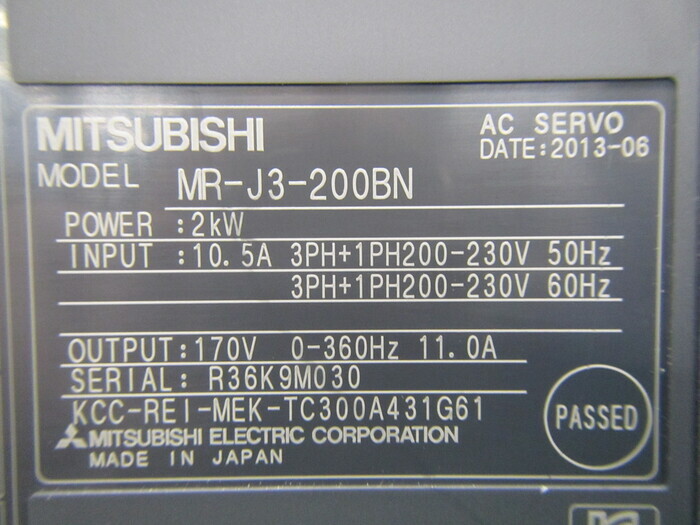 MITSUBISHI
AC SERVO
DATE:2013-06
MODEL MR-J3-200BN
POWER :2kW
INPUT :10.5A 3PH+1PH200-230V 50Hz
3PH+1PH200-230V 60Hz
OUTPUT:170V 0-360Hz 11.0A
SERIAL: R36K9M030
KCC-REI-MEK-TC300A431G61
PASSED
MITSUBISHI ELECTRIC CORPORATION
MADE IN JAPAN